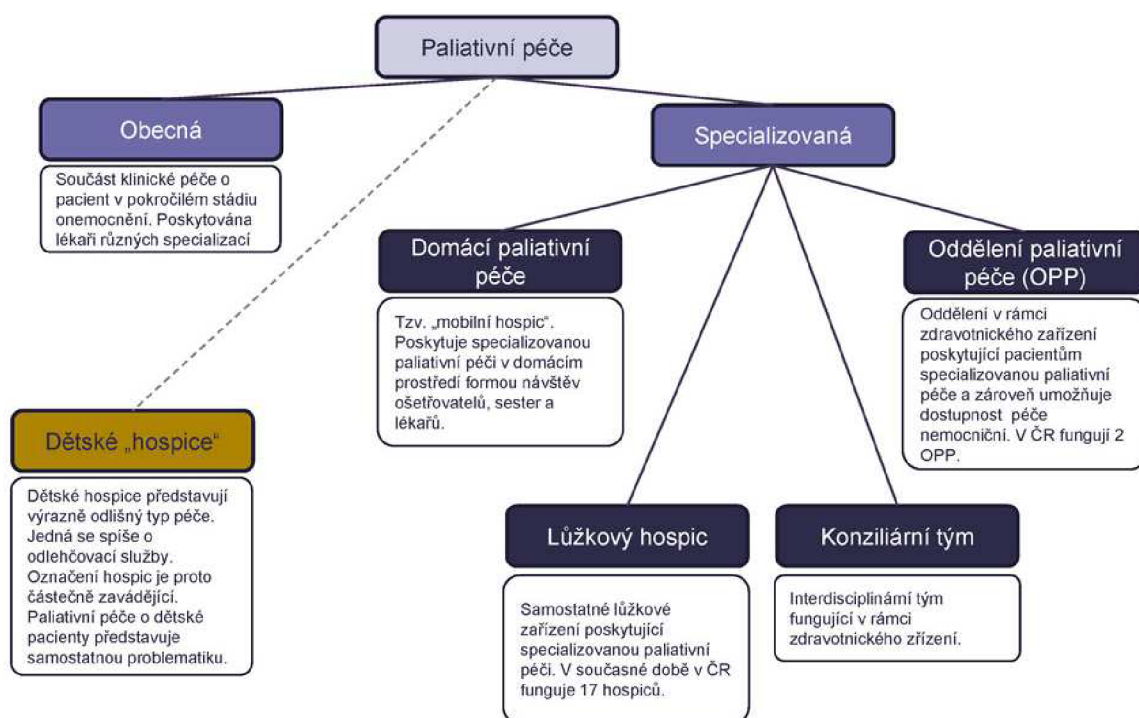 Paliativní péče
Obecná
Součást klinické péče o
pacient v pokročilém stádiu
onemocnění. Poskytována
lékaři různých specializací
Specializovaná
Domácí paliativní
péče
Tzv. „mobilní hospic“.
Poskytuje specializovanou
paliativní péči v domácím
prostředí formou návštěv
ošetřovatelů, sester a
lékařů.
Oddělení paliativní
péče (OPP)
Oddělení v rámci
zdravotnického zařízení
poskytující pacientům
specializovanou paliativní
péče a zároveň umožňuje
dostupnost péče
nemocniční. V ČR fungují 2
OPP.
Dětské „hospice“
Dětské hospice představují
výrazně odlišný typ péče.
Jedná se spíše o
odlehčovací služby.
Označení hospic je proto
částečně zavádějící.
Paliativní péče o dětské
pacienty představuje
samostatnou problematiku.
Lůžkový hospic
Samostatné lůžkové
zařízení poskytující
specializovanou paliativní
péči. V současné době v ČR
funguje 17 hospiců.
Konziliární tým
Interdisciplinární tým
fungující v rámci
zdravotnického zřízení.